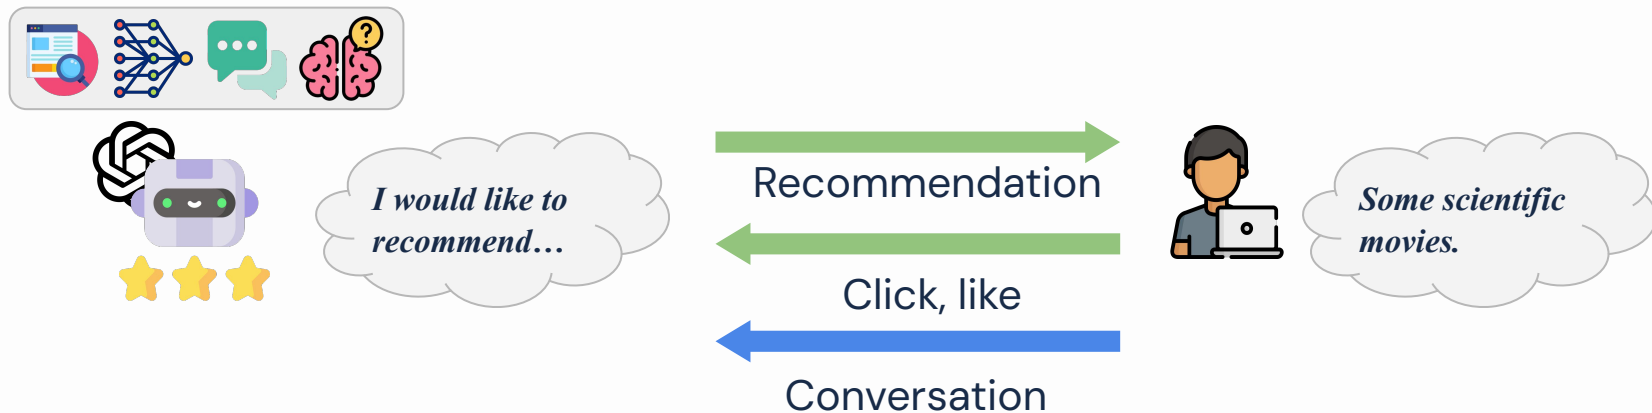 I would like to
recommend…
Recommendation
Click, like
Conversation
Some scientific
movies.
?